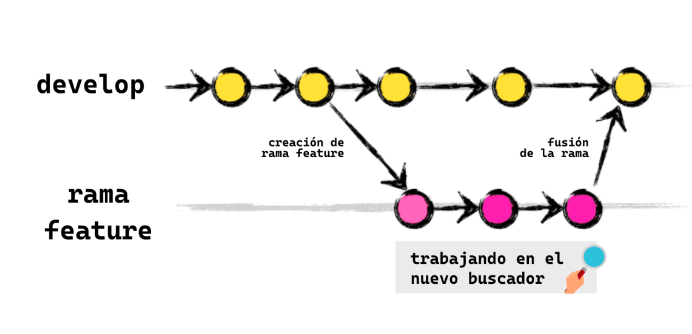 develop
creación de
rama feature
fusión
de la rama
rama
feature
trabajando en el
nuevo buscador